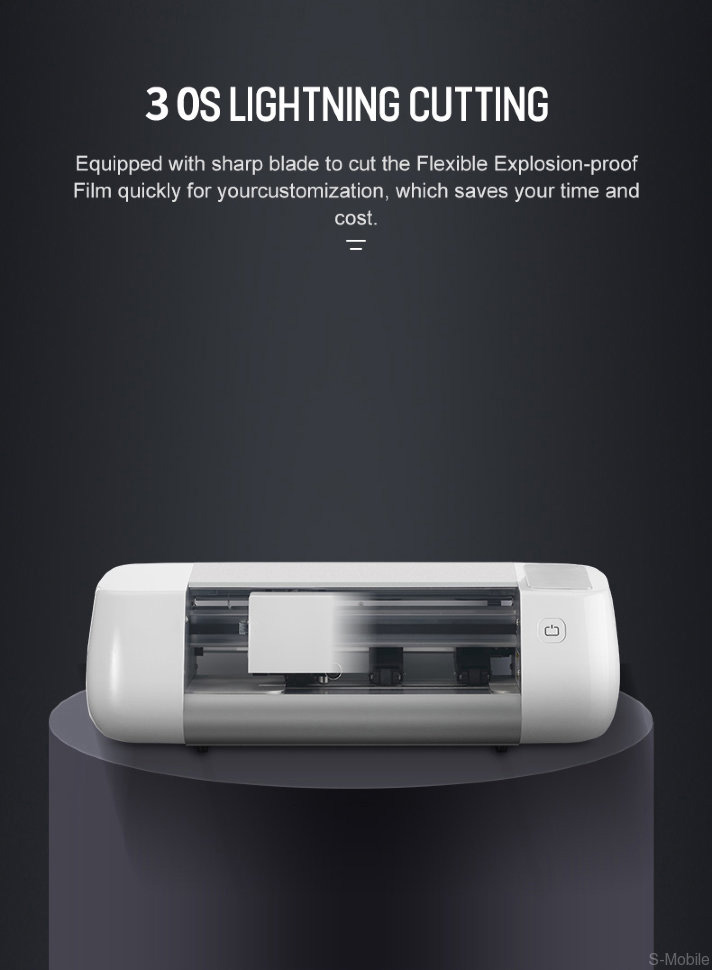 3 0S LIGHTNING CUTTING
Equipped with sharp blade to cut the Flexible Explosion-proof
Film quickly for yourcustomization, which saves your time and
cost.
S-Mobile